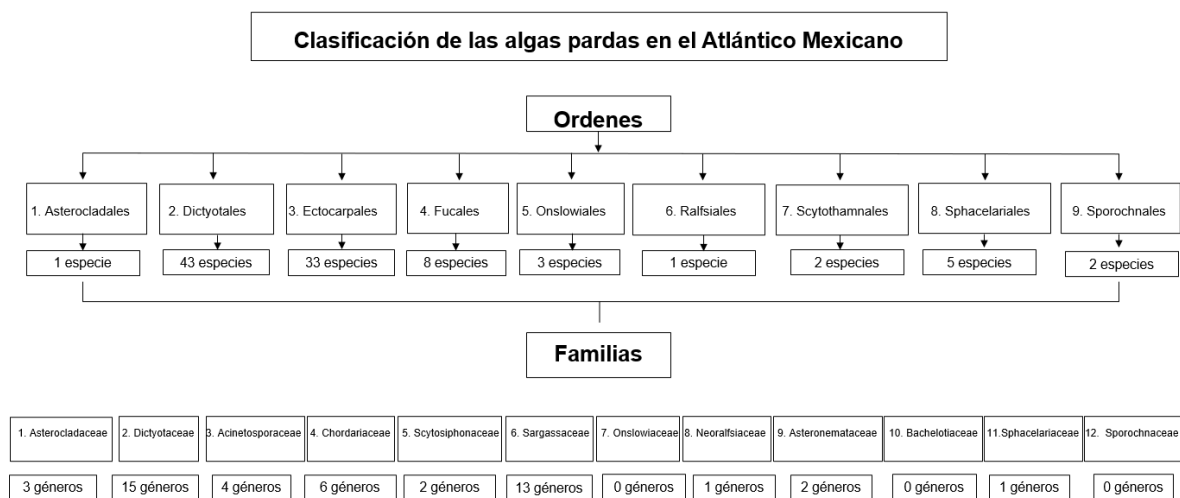 Clasificación de las algas pardas en el Atlántico Mexicano
Ordenes
1. Asterocladales
2. Dictyotales
3. Ectocarpales
4. Fucales
5. Onslowiales
6. Ralfsiales
7. Scytothamnales
8. Sphacelariales
9. Sporochnales
1 especie
43 especies
33 especies
8 especies
3 especies
1 especie
2 especies
5 especies
2 especies
Familias
1. Asterocladaceae
2. Dictyotaceae
3. Acinetosporaceae
4. Chordariaceae
5. Scytosiphonaceae
6. Sargassaceae
7. Onslowiaceae
8. Neoralfsiaceae
9. Asteronemataceae
10. Bachelotiaceae
11.Sphacelariaceae
12. Sporochnaceae
3 géneros
15 géneros
4 géneros
6 géneros
2 géneros
13 géneros
0 géneros
1 géneros
2 géneros
0 géneros
1 géneros
0 géneros